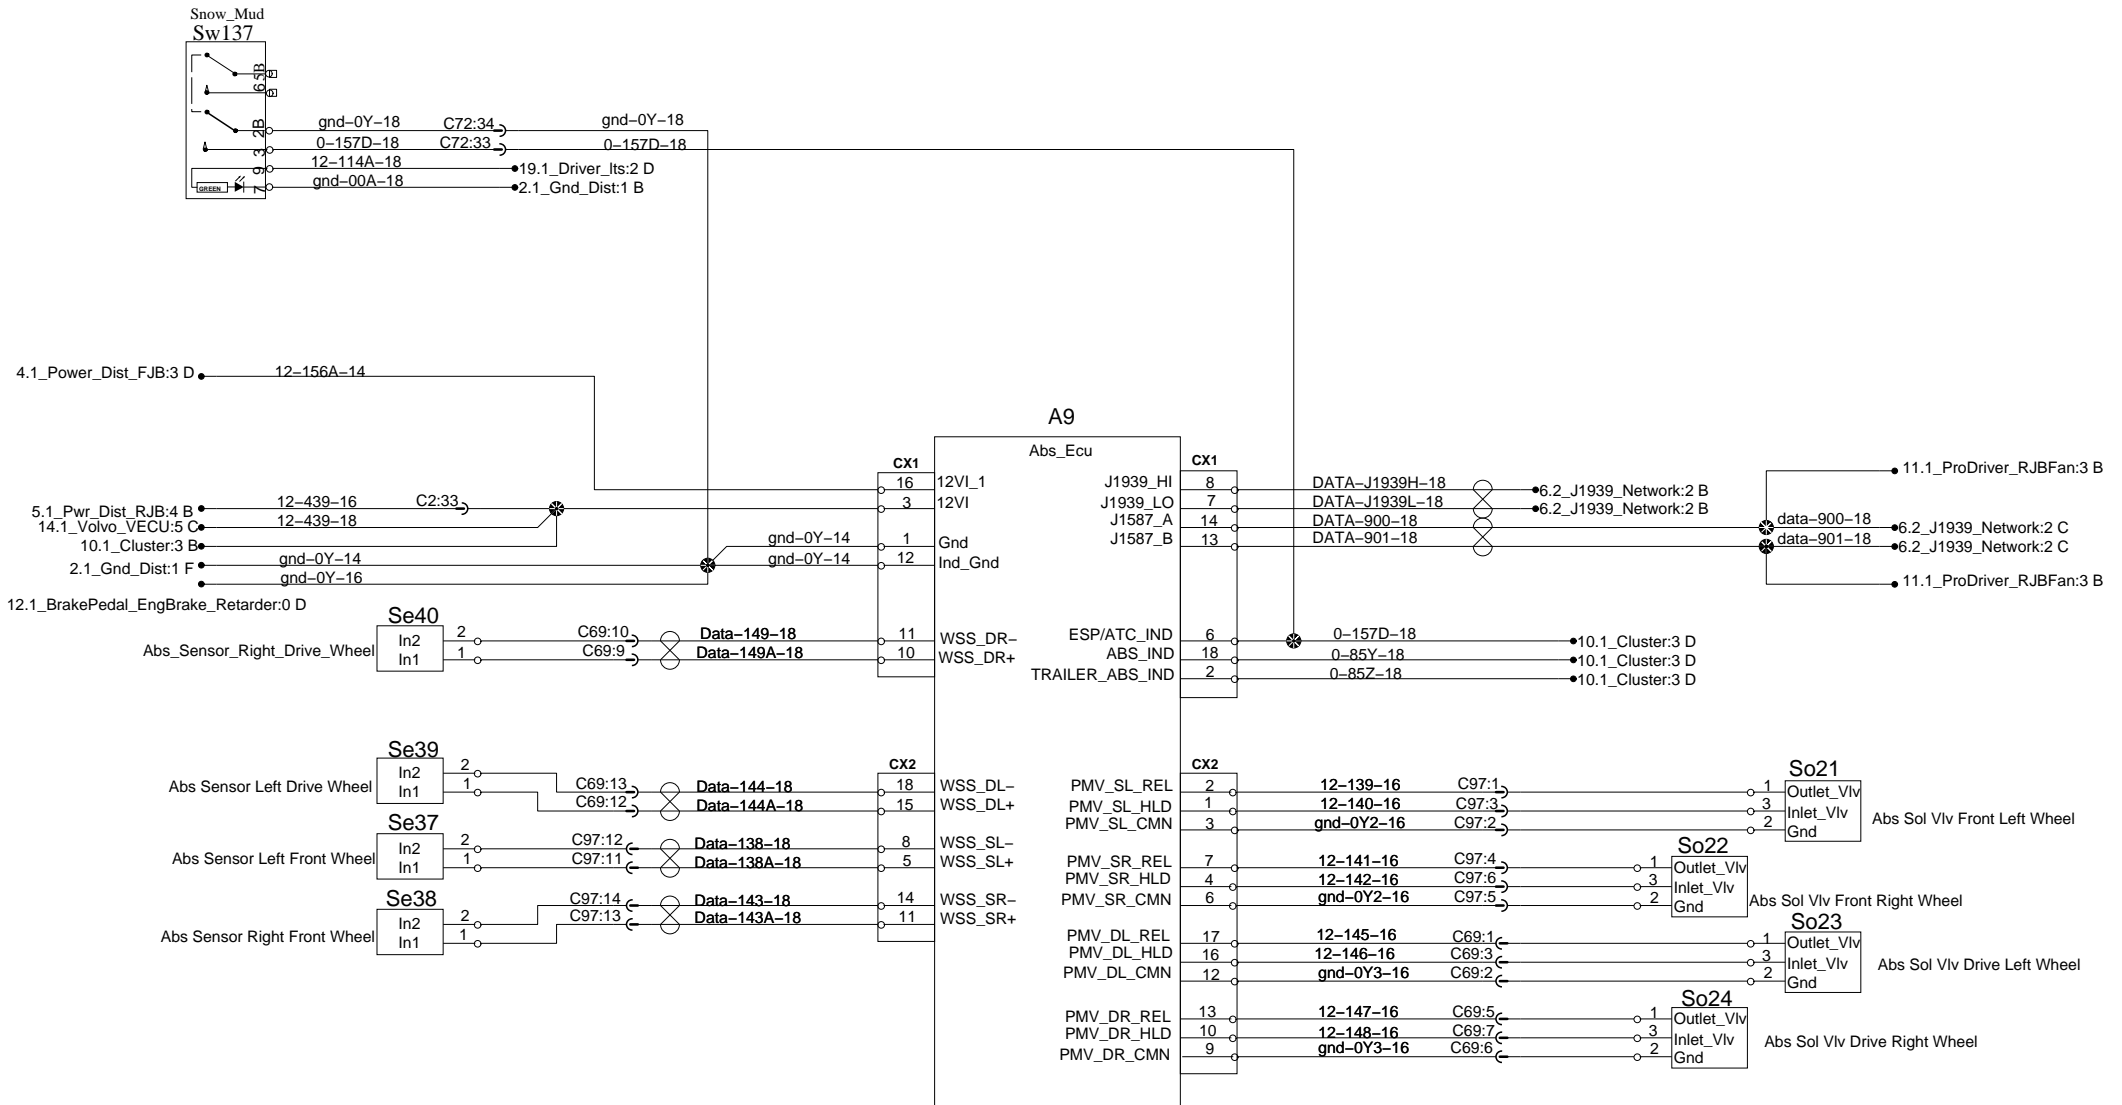 Snow_Mud
Sw137
5B
6
2B
3
9
7
GREEN
gnd-0Y-18 C72:34 gnd-0Y-18
0-157D-18 C72:33 0-157D-18
12-114A-18 19.1_Driver_lts:2 D
gnd-00A-18 2.1_Gnd_Dist:1 B
4.1_Power_Dist_FJB:3 D 12-156A-14
5.1_Pwr_Dist_RJB:4 B 12-439-16 C2:33
14.1_Volvo_VECU:5 C 12-439-18
10.1_Cluster:3 B
2.1_Gnd_Dist:1 F gnd-0Y-14
gnd-0Y-16
12.1_BrakePedal_EngBrake_Retarder:0 D
gnd-0Y-14
gnd-0Y-14
A9
Abs_Ecu
CX1
16 12VI_1
3 12VI
1 Gnd
12 Ind_Gnd
Se40
Abs_Sensor_Right_Drive_Wheel
In2 2 C69:10 Data-149-18 11 WSS_DR-
In1 1 C69:9 Data-149A-18 10 WSS_DR+
CX2
Se39
Abs Sensor Left Drive Wheel
In2 2 C69:13 Data-144-18 18 WSS_DL-
In1 1 C69:12 Data-144A-18 15 WSS_DL+
Se37
Abs Sensor Left Front Wheel
In2 2 C97:12 Data-138-18 8 WSS_SL-
In1 1 C97:11 Data-138A-18 5 WSS_SL+
Se38
Abs Sensor Right Front Wheel
In2 2 C97:14 Data-143-18 14 WSS_SR-
In1 1 C97:13 Data-143A-18 11 WSS_SR+
CX1
J1939_HI 8 DATA-J1939H-18 6.2_J1939_Network:2 B
J1939_LO 7 DATA-J1939L-18 6.2_J1939_Network:2 B
J1587_A 14 DATA-900-18 data-900-18 6.2_J1939_Network:2 C
J1587_B 13 DATA-901-18 data-901-18 6.2_J1939_Network:2 C
11.1_ProDriver_RJBFan:3 B
11.1_ProDriver_RJBFan:3 B
ESP/ATC_IND 6 0-157D-18 10.1_Cluster:3 D
ABS_IND 18 0-85Y-18 10.1_Cluster:3 D
TRAILER_ABS_IND 2 0-85Z-18 10.1_Cluster:3 D
CX2
So21
PMV_SL_REL 2 12-139-16 C97:1 1 Outlet_Vlv
PMV_SL_HLD 1 12-140-16 C97:3 3 Inlet_Vlv
PMV_SL_CMN 3 gnd-0Y2-16 C97:2 2 Gnd
Abs Sol Vlv Front Left Wheel
So22
PMV_SR_REL 7 12-141-16 C97:4 1 Outlet_Vlv
PMV_SR_HLD 4 12-142-16 C97:6 3 Inlet_Vlv
PMV_SR_CMN 6 gnd-0Y2-16 C97:5 2 Gnd
Abs Sol Vlv Front Right Wheel
So23
PMV_DL_REL 17 12-145-16 C69:1 1 Outlet_Vlv
PMV_DL_HLD 16 12-146-16 C69:3 3 Inlet_Vlv
PMV_DL_CMN 12 gnd-0Y3-16 C69:2 2 Gnd
Abs Sol Vlv Drive Left Wheel
So24
PMV_DR_REL 13 12-147-16 C69:5 1 Outlet_Vlv
PMV_DR_HLD 10 12-148-16 C69:7 3 Inlet_Vlv
PMV_DR_CMN 9 gnd-0Y3-16 C69:6 2 Gnd
Abs Sol Vlv Drive Right Wheel